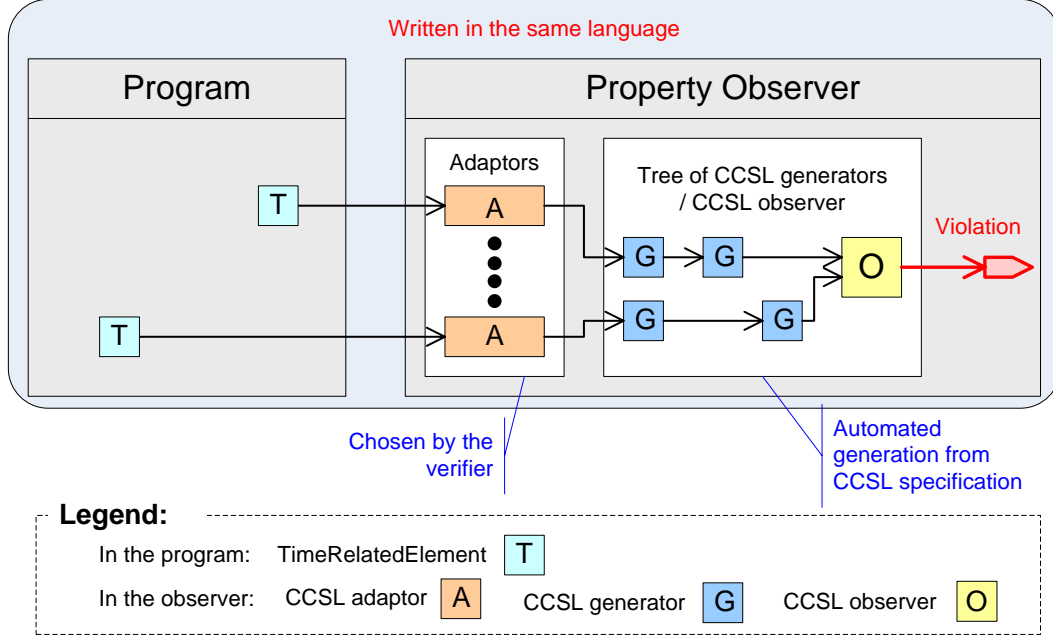 Written in the same language
Program
Property Observer
Adaptors
Tree of CCSL generators
/ CCSL observer
T
A
Violation
G
G
O
T
A
G
G
Chosen by the
verifier
Automated
generation from
CCSL specification
Legend:
In the program: TimeRelatedElement T
In the observer: CCSL adaptor A CCSL generator G CCSL observer O